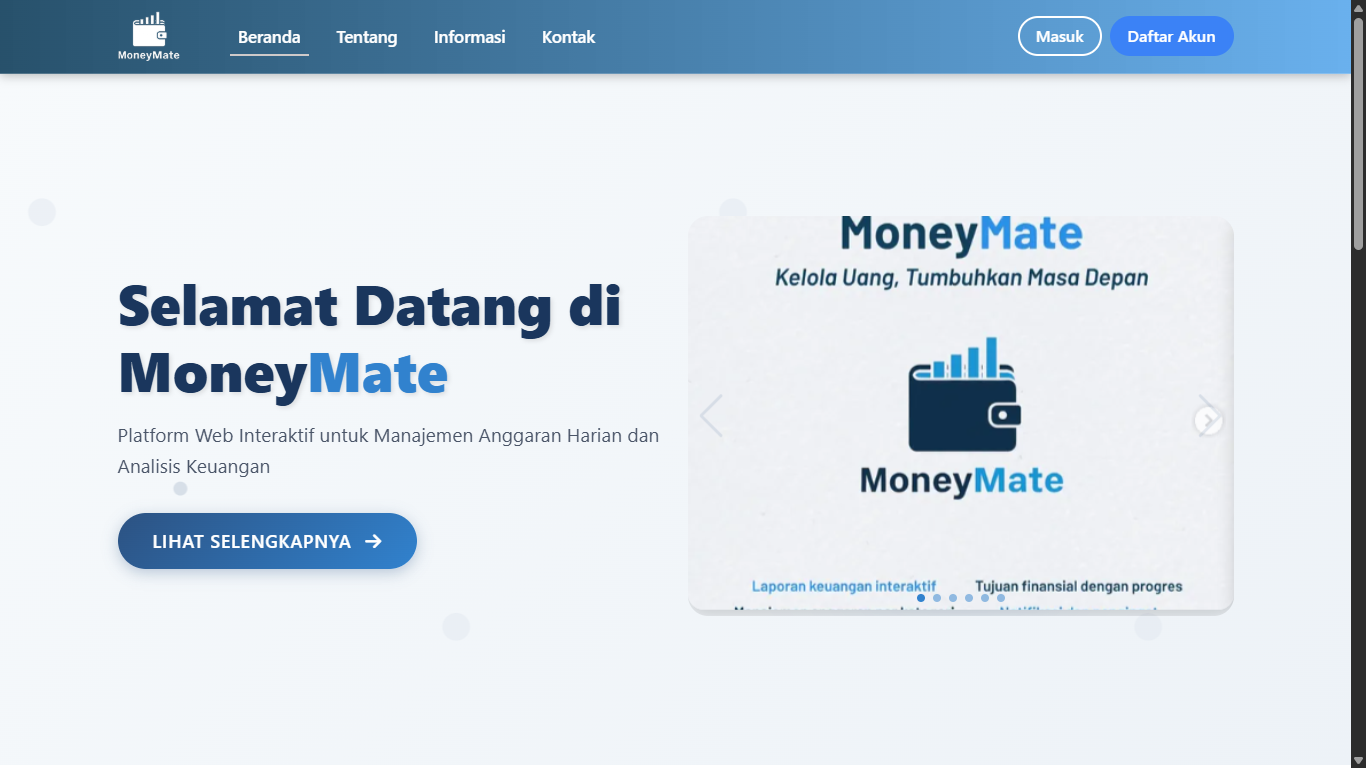 MoneyMate
Beranda
Tentang
Informasi
Kontak
Masuk
Daftar Akun
Selamat Datang di
MoneyMate
Platform Web Interaktif untuk Manajemen Anggaran Harian dan
Analisis Keuangan
LIHAT SELENGKAPNYA
MoneyMate
Kelola Uang, Tumbuhkan Masa Depan
MoneyMate
Laporan keuangan interaktif
Tujuan finansial dengan progres